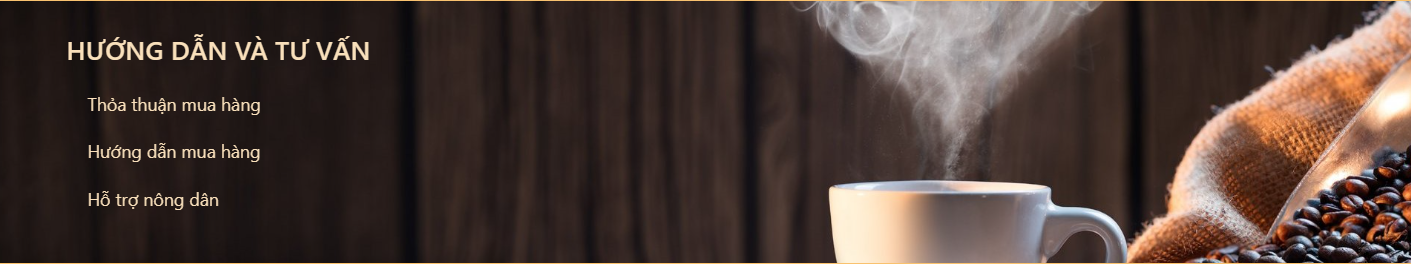 HƯỚNG DẪN VÀ TƯ VẤN
Thỏa thuận mua hàng
Hướng dẫn mua hàng
Hỗ trợ nông dân